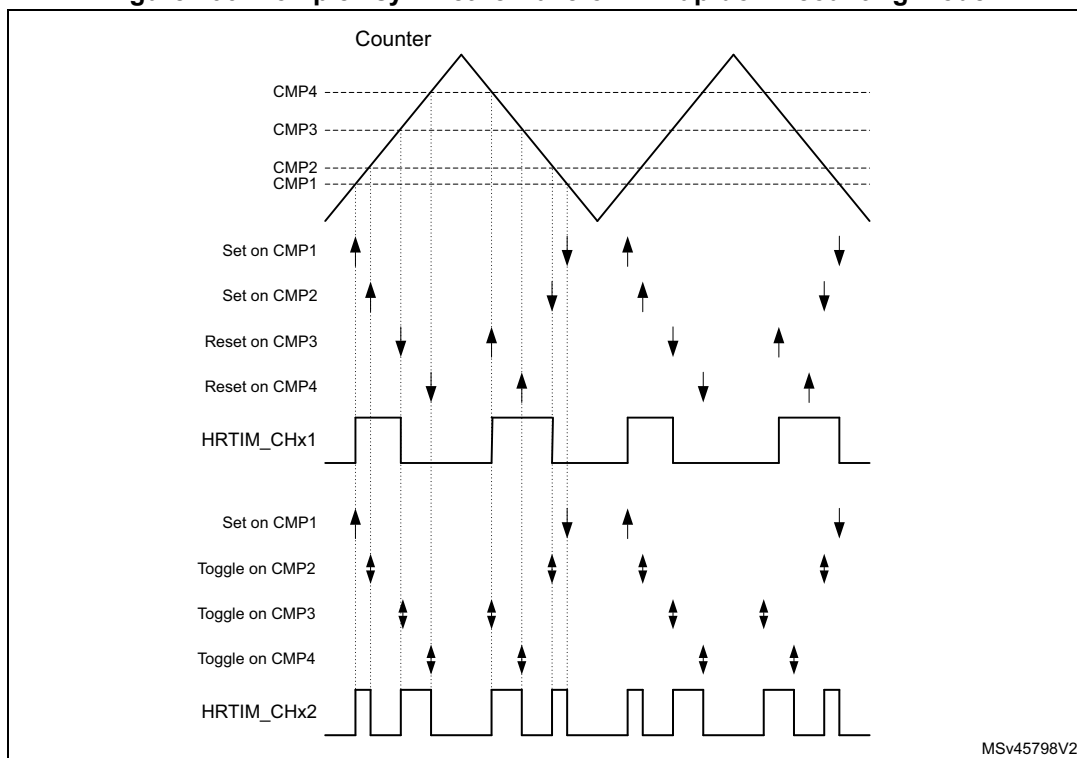 Counter
CMP4
CMP3
CMP2
CMP1
Set on CMP1
Set on CMP2
Reset on CMP3
Reset on CMP4
HRTIM_CHx1
Set on CMP1
Toggle on CMP2
Toggle on CMP3
Toggle on CMP4
HRTIM_CHx2
MSv45798V2